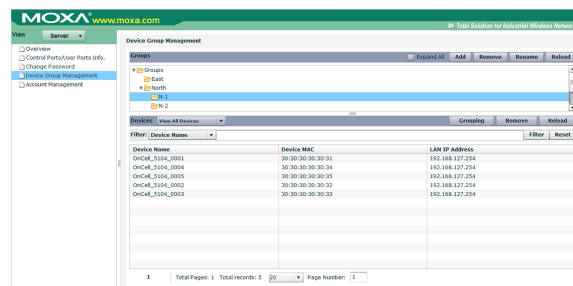 MOXA® www.moxa.com
Total Solution for Industrial Wireless Networ
View Server
Overview
Control Ports/User Ports Info.
Change Password
Device Group Management
Account Management
Device Group Management
Groups Expand All Add Remove Rename Reload
Groups
East
North
N-1
N-2
Devices View All Devices Grouping Remove Reload
Filter: Device Name Filter Reset
Device Name Device MAC LAN IP Address
OnCell_5104_0001 30:30:30:30:30:31 192.168.127.254
OnCell_5104_0004 30:30:30:30:30:34 192.168.127.254
OnCell_5104_0005 30:30:30:30:30:35 192.168.127.254
OnCell_5104_0002 30:30:30:30:30:32 192.168.127.254
OnCell_5104_0003 30:30:30:30:30:33 192.168.127.254
1 Total Pages: 1 Total records: 5 20 Page Number: 1